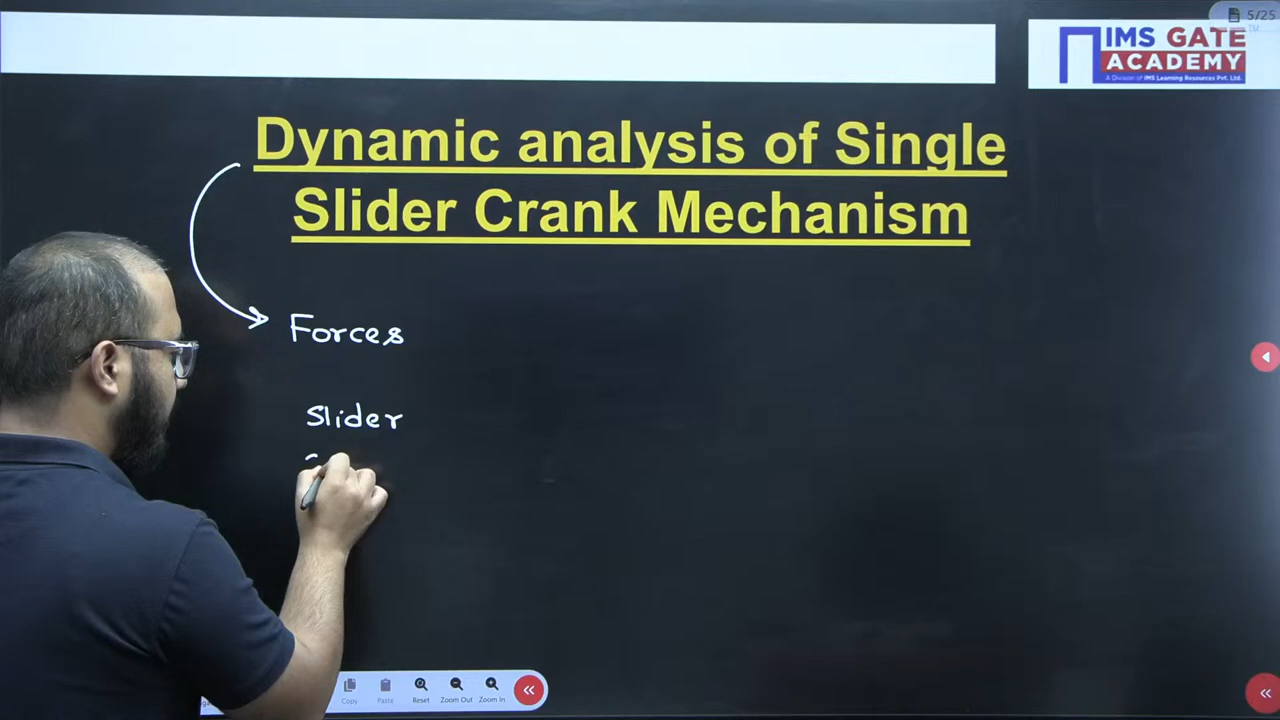 5/25
IMS GATE
ACADEMY
TM
A Division of IMS Learning Resources Pvt. Ltd.
Dynamic analysis of Single
Slider Crank Mechanism
Forces
Slider
Copy
Paste
Reset
Zoom Out
Zoom In